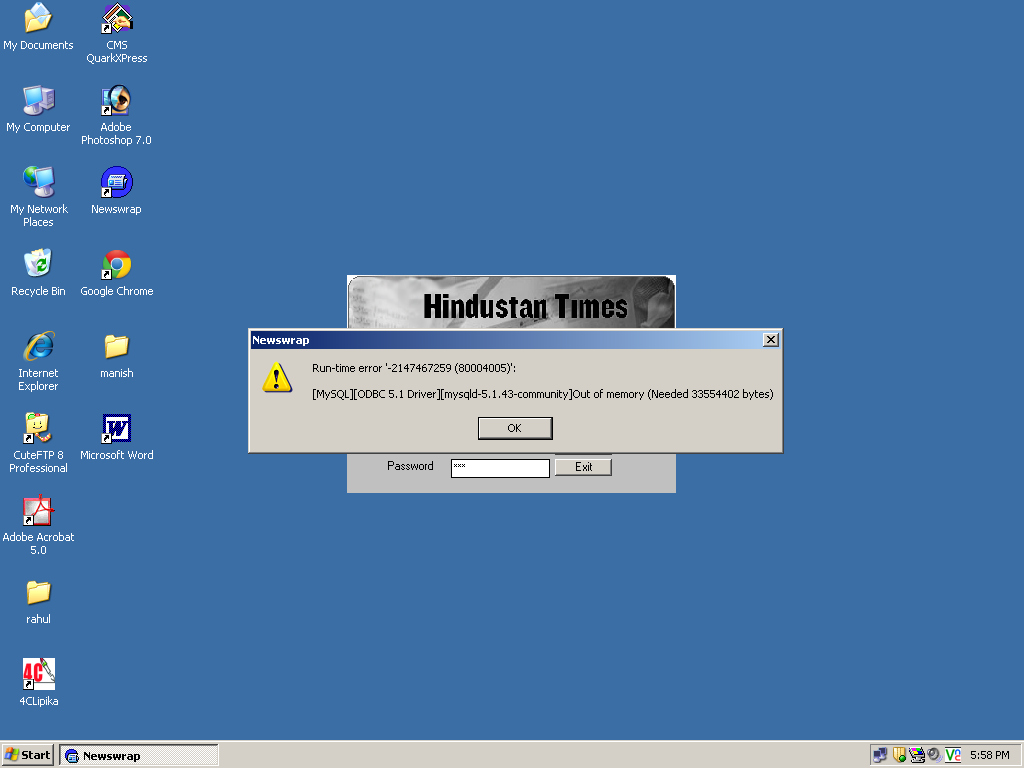 My Documents
CMS
QuarkXPress
My Computer
Adobe
Photoshop 7.0
My Network
Places
Newswrap
Recycle Bin
Google Chrome
Internet
Explorer
manish
CuteFTP 8
Professional
W
Microsoft Word
Adobe Acrobat
5.0
rahul
4C
4CLipika
Hindustan Times
Newswrap
Run-time error '-2147467259 (80004005)':
[MySQL][ODBC 5.1 Driver][mysqld-5.1.43-community]Out of memory (Needed 33554402 bytes)
OK
Password
***
Exit
Start
Newswrap
V2
5:58 PM